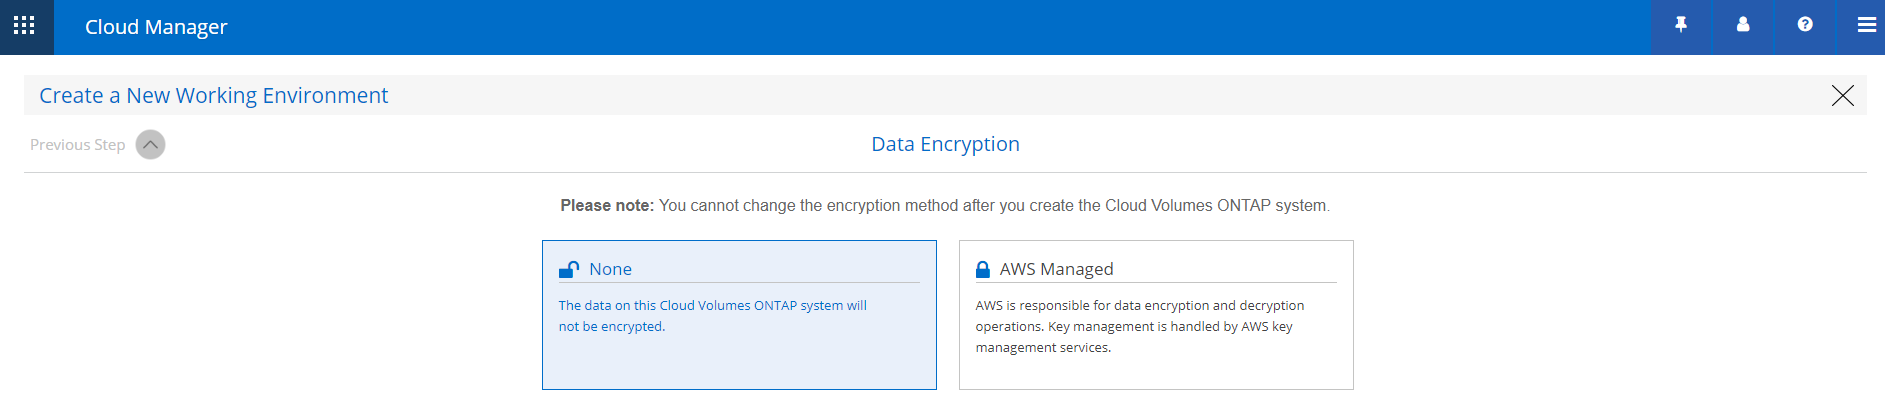 Cloud Manager
Create a New Working Environment
Previous Step
Data Encryption
Please note: You cannot change the encryption method after you create the Cloud Volumes ONTAP system.
None
The data on this Cloud Volumes ONTAP system will
not be encrypted.
AWS Managed
AWS is responsible for data encryption and decryption
operations. Key management is handled by AWS key
management services.